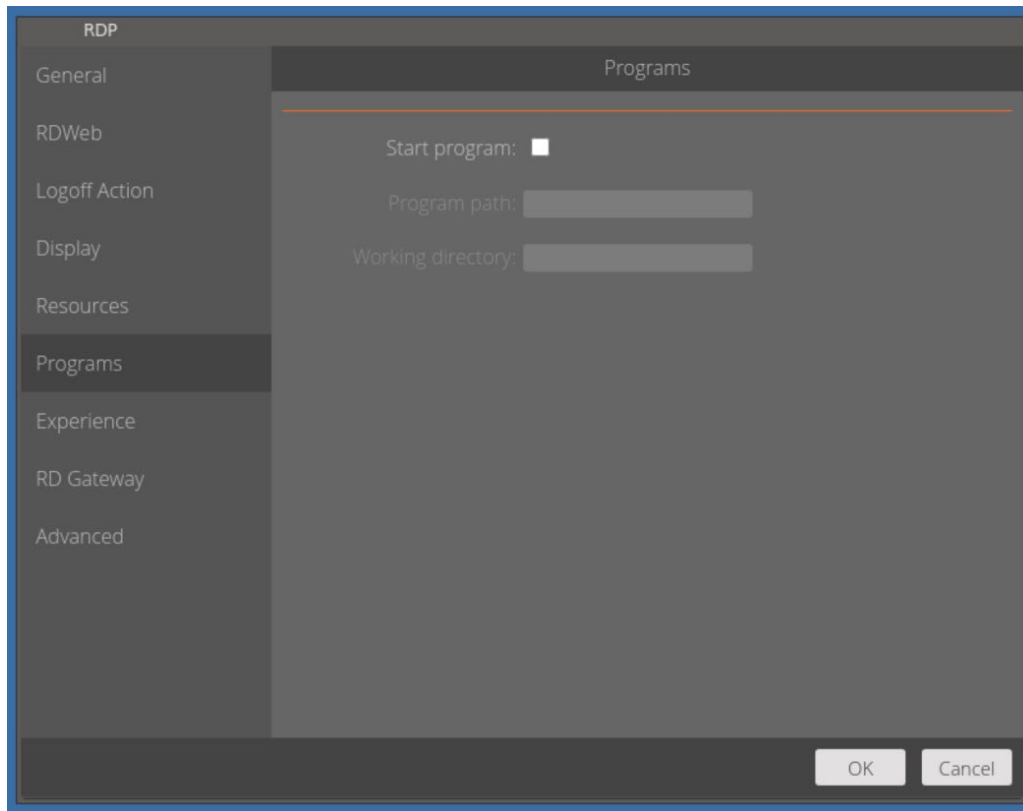 RDP
General
RDWeb
Logoff Action
Display
Resources
Programs
Experience
RD Gateway
Advanced
Programs
Start program:
Program path:
Working directory:
OK
Cancel